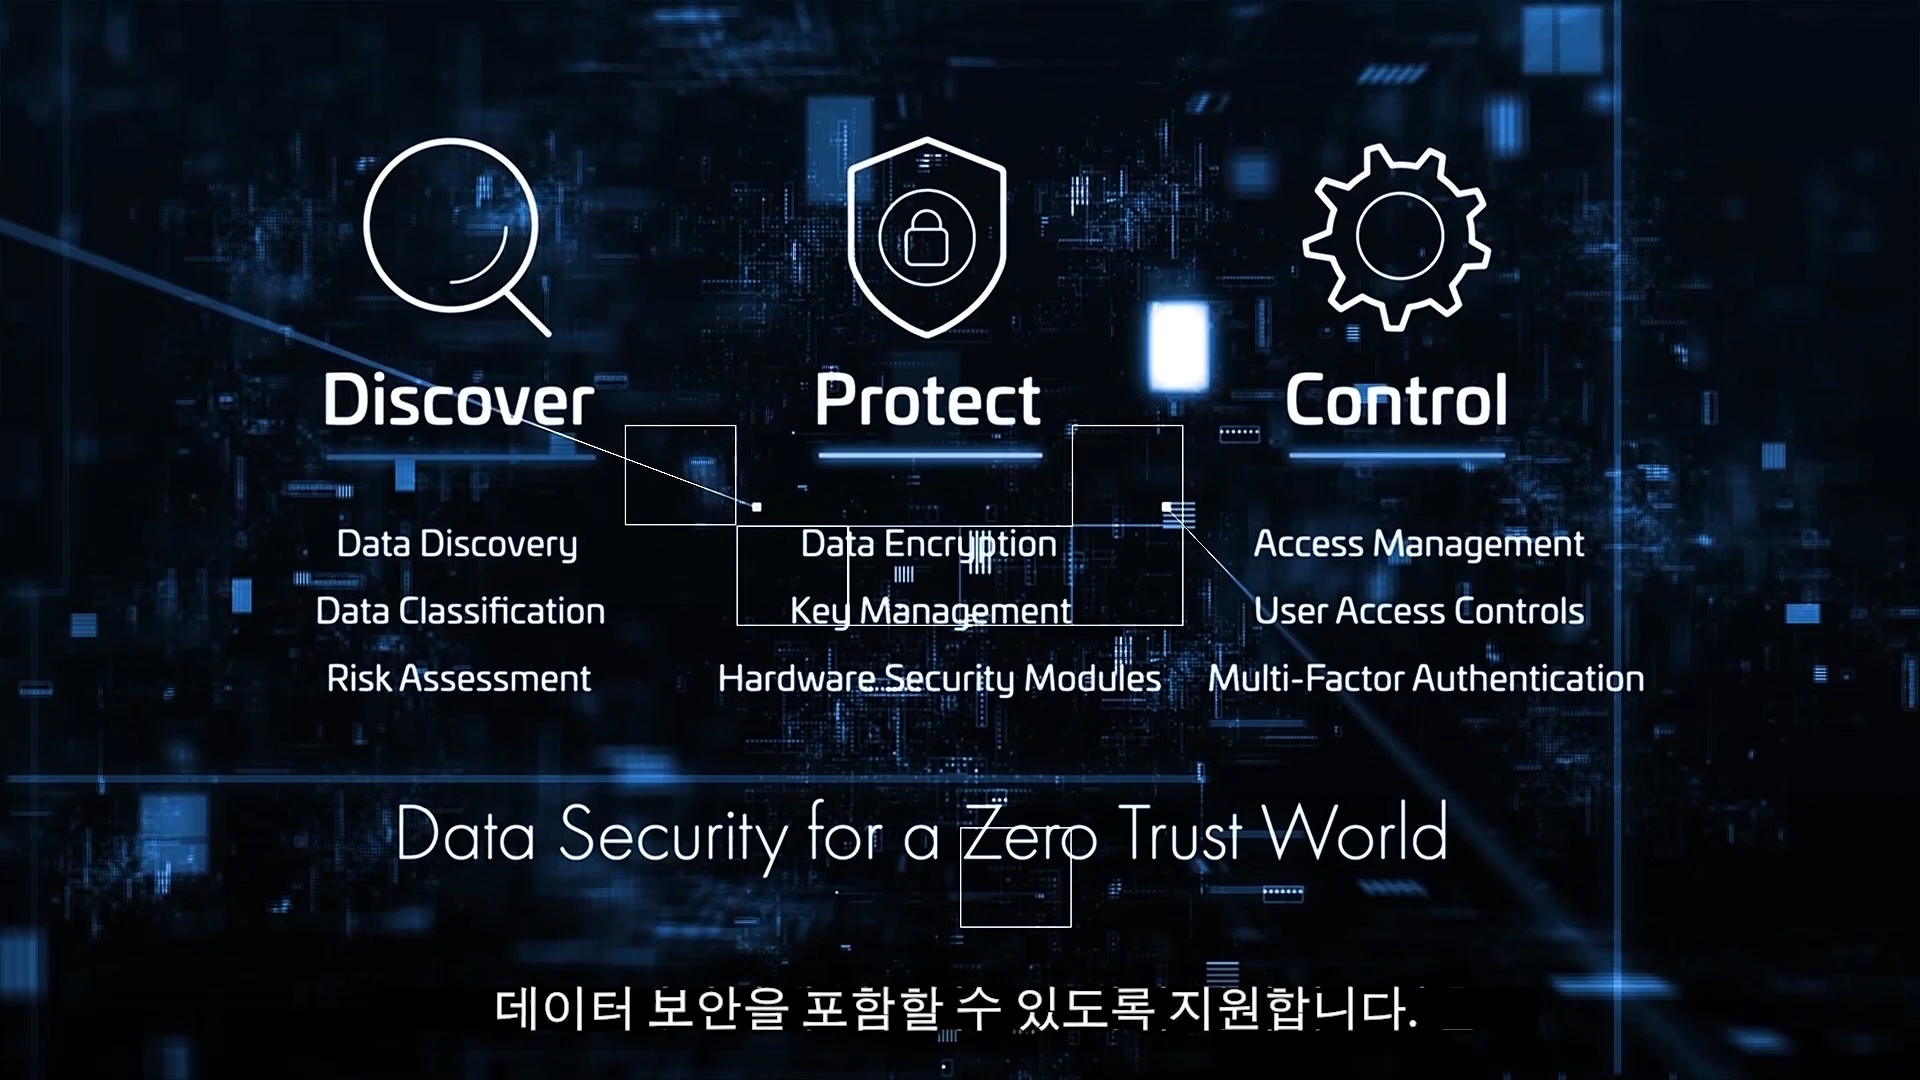 Discover
Data Discovery
Data Classification
Risk Assessment
Protect
Data Encryption
Key Management
Hardware Security Modules
Control
Access Management
User Access Controls
Multi-Factor Authentication
Data Security for a Zero Trust World
데이터 보안을 포함할 수 있도록 지원합니다.